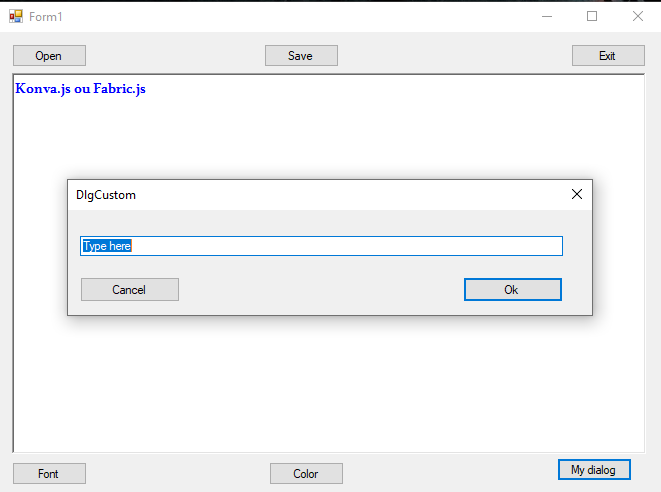 Form1
Open Save Exit
Konva.js ou Fabric.js
DlgCustom
Type here
Cancel Ok
Font Color My dialog